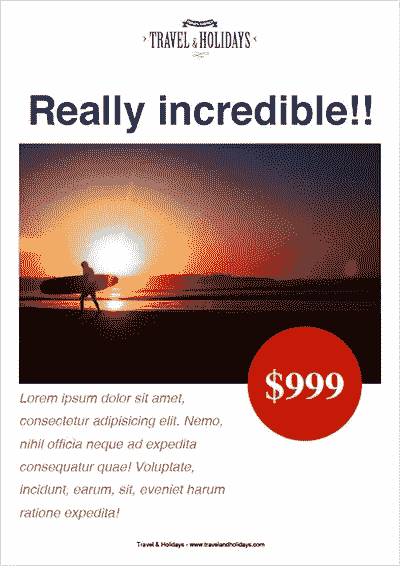 TRAVEL & HOLIDAYS
Really incredible!!
$999
Lorem ipsum dolor sit amet,
consectetur adipisicing elit. Nemo,
nihil officia neque ad expedita
consequatur quae! Voluptate,
incidunt, earum, sit, eveniet harum
ratione expedita!
Travel & Holidays - www.travelandholidays.com